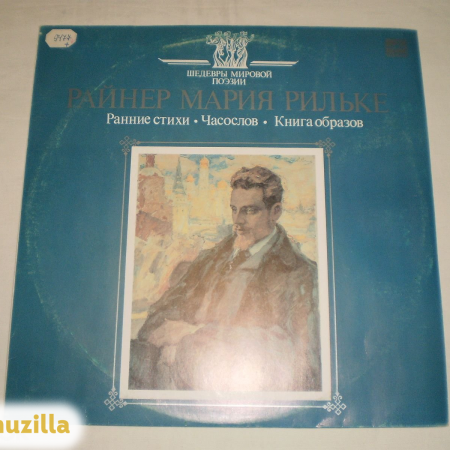 ШЕДЕВРЫ МИРОВОЙ
ПОЭЗИИ
РАЙНЕР МАРИЯ РИЛЬКЕ
Ранние стихи • Часослов • Книга образов
uzilla